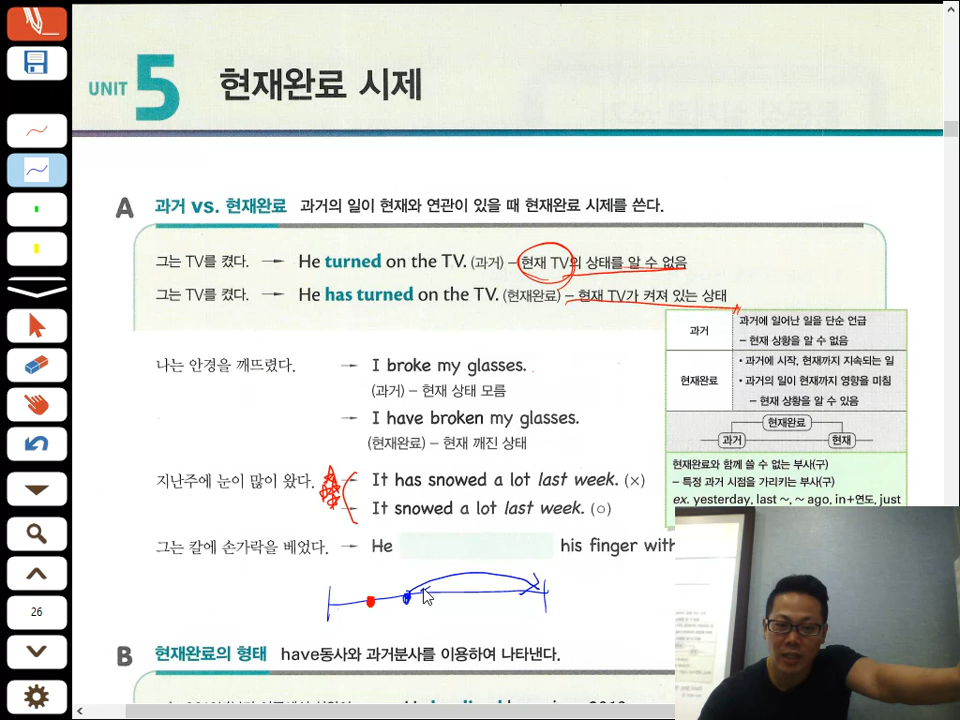 UNIT 5 현재완료 시제
A 과거 vs. 현재완료 과거의 일이 현재와 연관이 있을 때 현재완료 시제를 쓴다.
그는 TV를 켰다. → He turned on the TV. (과거) – 현재 TV의 상태를 알 수 없음
그는 TV를 켰다. → He has turned on the TV. (현재완료) – 현재 TV가 켜져 있는 상태
나는 안경을 깨뜨렸다. → I broke my glasses.
(과거) – 현재 상태 모름
→ I have broken my glasses.
(현재완료) – 현재 깨진 상태
지난주에 눈이 많이 왔다. → It has snowed a lot last week. (×)
→ It snowed a lot last week. (○)
그는 칼에 손가락을 베었다. → He his finger with
과거
과거에 일어난 일을 단순 언급
– 현재 상황을 알 수 없음
현재완료
• 과거에 시작, 현재까지 지속되는 일
• 과거의 일이 현재까지 영향을 미침
– 현재 상황을 알 수 있음
현재완료
과거 현재
현재완료와 함께 쓸 수 없는 부사(구)
– 특정 과거 시점을 가리키는 부사(구)
ex. yesterday, last ~, ~ ago, in+연도, just
B 현재완료의 형태 have동사와 과거분사를 이용하여 나타낸다.
26